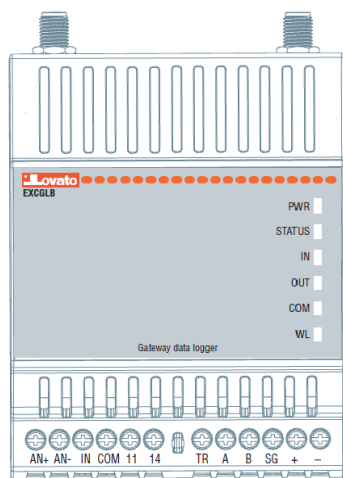 Lovato
EXCGLB
PWR
STATUS
IN
OUT
COM
WL
Gateway data logger
AN+ AN- IN COM 11 14 TR A B SG + −